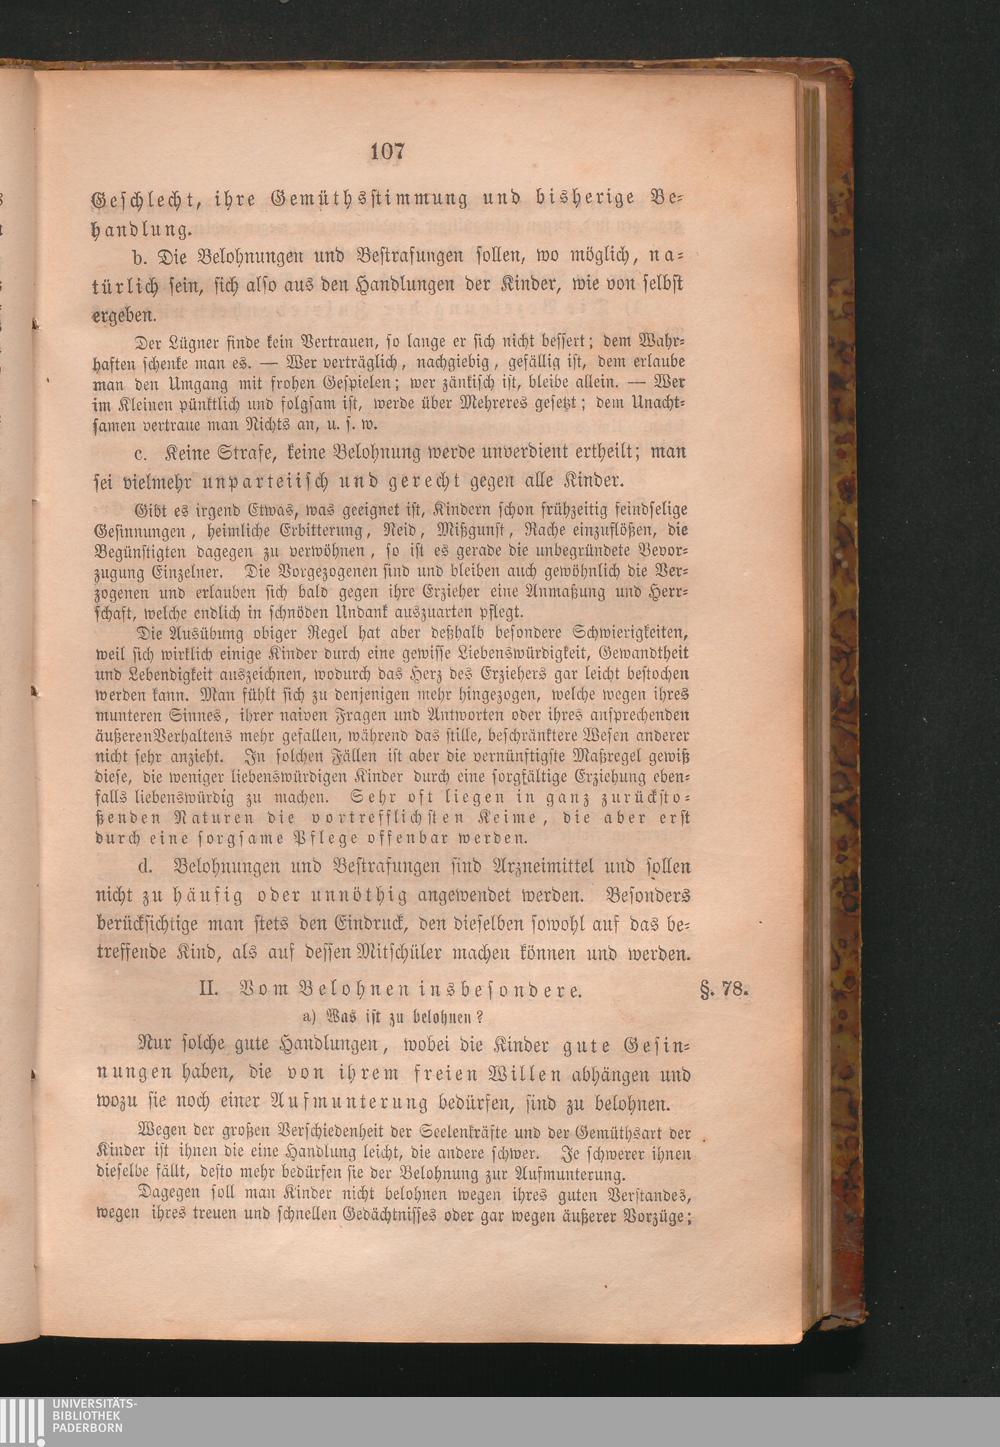 107
Geschlecht, ihre Gemüthsstimmung und bisherige Be-
handlung.
b. Die Belohnungen und Bestrafungen sollen, wo möglich, na-
türlich sein, sich also aus den Handlungen der Kinder, wie von selbst
ergeben.
Der Lügner finde kein Vertrauen, so lange er sich nicht bessert; dem Wahr-
haften schenke man es. — Wer verträglich, nachgiebig, gefällig ist, dem erlaube
man den Umgang mit frohen Gespielen; wer zänkisch ist, bleibe allein. — Wer
im Kleinen pünktlich und folgsam ist, werde über Mehreres gesetzt; dem Unacht-
samen vertraue man Nichts an, u. s. w.
c. Keine Strafe, keine Belohnung werde unverdient ertheilt; man
sei vielmehr unparteiisch und gerecht gegen alle Kinder.
Gibt es irgend Etwas, was geeignet ist, Kindern schon frühzeitig feindselige
Gesinnungen, heimliche Erbitterung, Neid, Mißgunst, Rache einzuflößen, die
Begünstigten dagegen zu verwöhnen, so ist es gerade die unbegründete Bevor-
zugung Einzelner. Die Vorgezogenen sind und bleiben auch gewöhnlich die Ver-
zogenen und erlauben sich bald gegen ihre Erzieher eine Anmaßung und Herr-
schaft, welche endlich in schnöden Undank auszuarten pflegt.
Die Ausübung obiger Regel hat aber deßhalb besondere Schwierigkeiten,
weil sich wirklich einige Kinder durch eine gewisse Liebenswürdigkeit, Gewandtheit
und Lebendigkeit auszeichnen, wodurch das Herz des Erziehers gar leicht bestochen
werden kann. Man fühlt sich zu denjenigen mehr hingezogen, welche wegen ihres
munteren Sinnes, ihrer naiven Fragen und Antworten oder ihres ansprechenden
äußeren Verhaltens mehr gefallen, während das stille, beschränktere Wesen anderer
nicht sehr anzieht. In solchen Fällen ist aber die vernünftigste Maßregel gewiß
diese, die weniger liebenswürdigen Kinder durch eine sorgfältige Erziehung eben-
falls liebenswürdig zu machen. Sehr oft liegen in ganz zurücksto-
ßenden Naturen die vortrefflichsten Keime, die aber erst
durch eine sorgsame Pflege offenbar werden.
d. Belohnungen und Bestrafungen sind Arzneimittel und sollen
nicht zu häufig oder unnöthig angewendet werden. Besonders
berücksichtige man stets den Eindruck, den dieselben sowohl auf das be-
treffende Kind, als auf dessen Mitschüler machen können und werden.
II. Vom Belohnen insbesondere. §. 78.
a) Was ist zu belohnen?
Nur solche gute Handlungen, wobei die Kinder gute Gesin-
nungen haben, die von ihrem freien Willen abhängen und
wozu sie noch einer Aufmunterung bedürfen, sind zu belohnen.
Wegen der großen Verschiedenheit der Seelenkräfte und der Gemüthsart der
Kinder ist ihnen die eine Handlung leicht, die andere schwer. Je schwerer ihnen
dieselbe fällt, desto mehr bedürfen sie der Belohnung zur Aufmunterung.
Dagegen soll man Kinder nicht belohnen wegen ihres guten Verstandes,
wegen ihres treuen und schnellen Gedächtnisses oder gar wegen äußerer Vorzüge;
UNIVERSITÄTS-
BIBLIOTHEK
PADERBORN